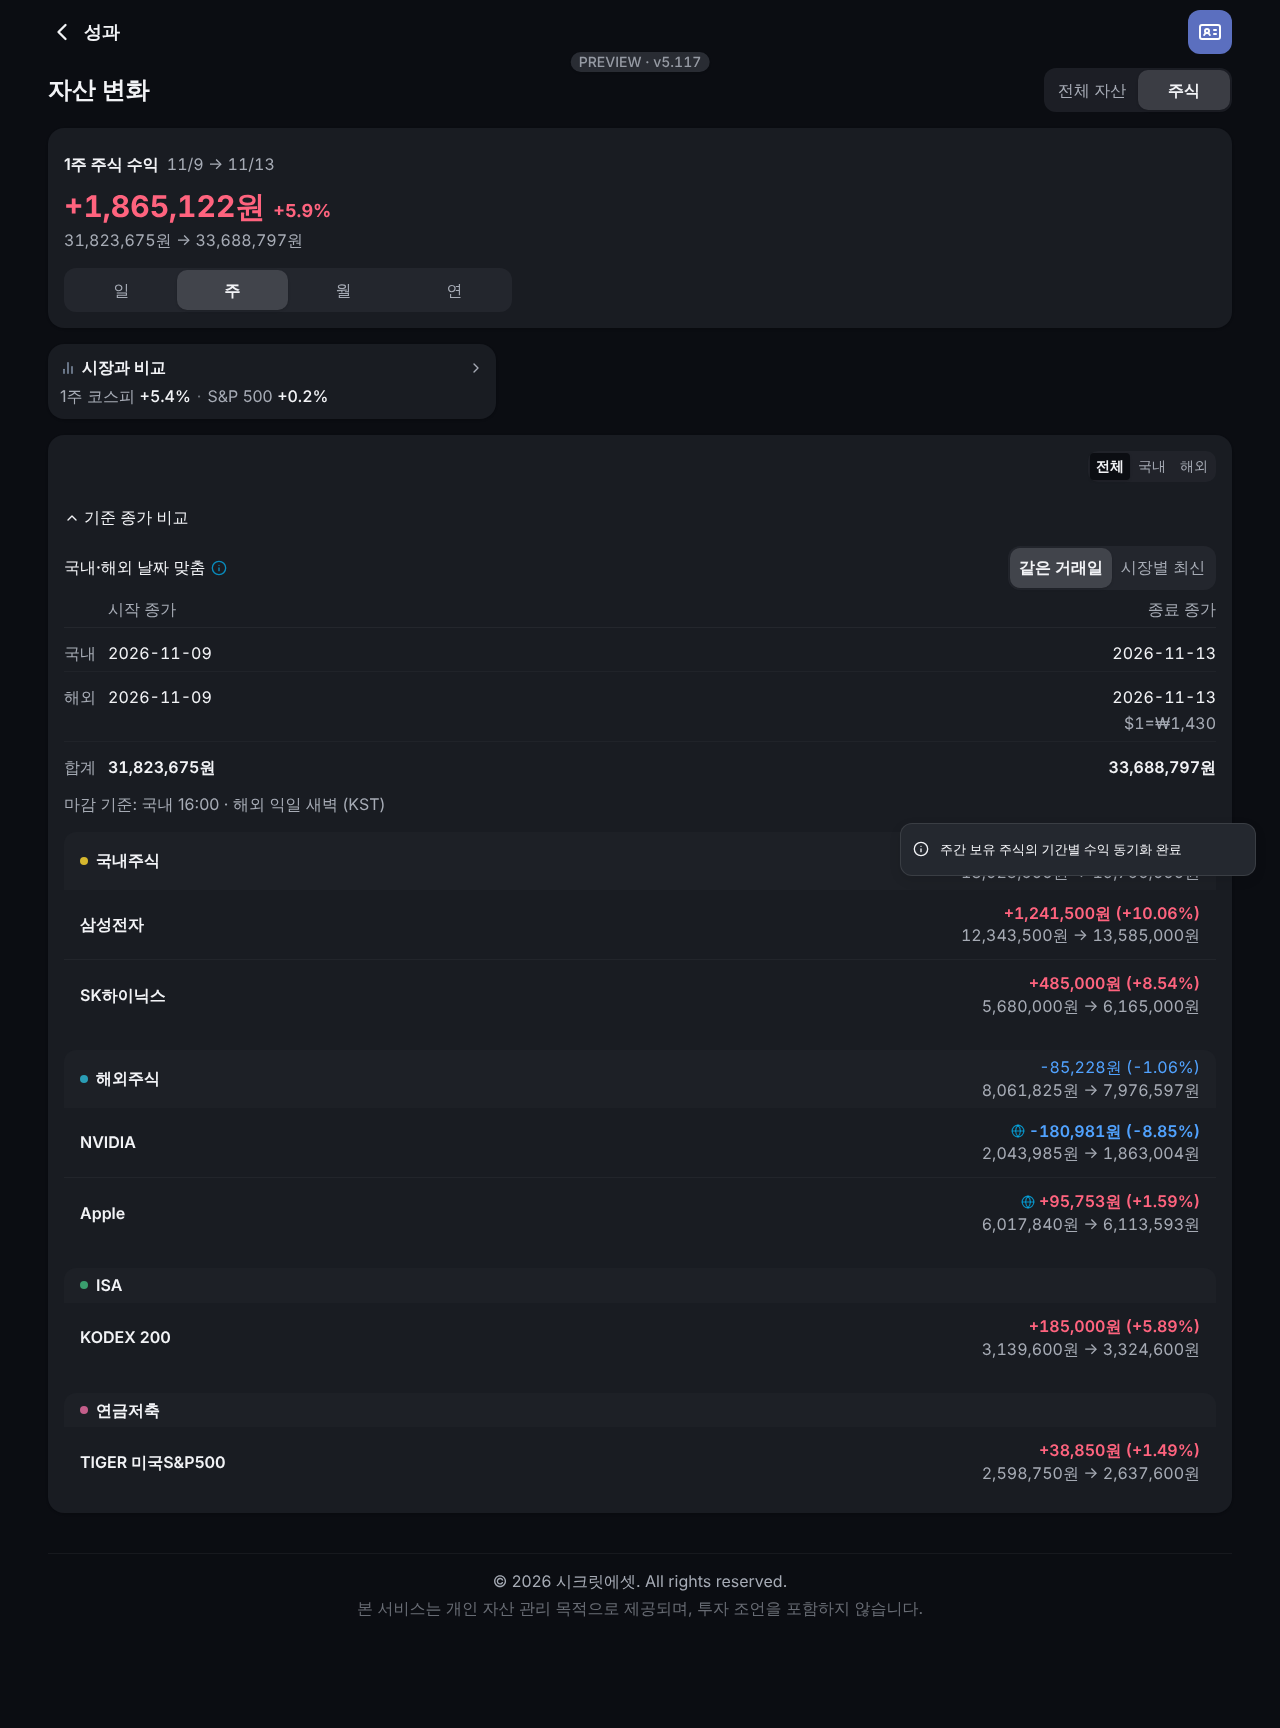 성과
PREVIEW · v5.117
자산 변화
전체 자산 주식
1주 주식 수익 11/9 → 11/13
+1,865,122원 +5.9%
31,823,675원 → 33,688,797원
일 주 월 연
시장과 비교
1주 코스피 +5.4% · S&P 500 +0.2%
전체 국내 해외
기준 종가 비교
국내·해외 날짜 맞춤
같은 거래일 시장별 최신
시작 종가 종료 종가
국내 2026-11-09 2026-11-13
해외 2026-11-09 2026-11-13
$1=₩1,430
합계 31,823,675원 33,688,797원
마감 기준: 국내 16:00 · 해외 익일 새벽 (KST)
주간 보유 주식의 기간별 수익 동기화 완료
국내주식
삼성전자
+1,241,500원 (+10.06%)
12,343,500원 → 13,585,000원
SK하이닉스
+485,000원 (+8.54%)
5,680,000원 → 6,165,000원
해외주식
-85,228원 (-1.06%)
8,061,825원 → 7,976,597원
NVIDIA
-180,981원 (-8.85%)
2,043,985원 → 1,863,004원
Apple
+95,753원 (+1.59%)
6,017,840원 → 6,113,593원
ISA
KODEX 200
+185,000원 (+5.89%)
3,139,600원 → 3,324,600원
연금저축
TIGER 미국S&P500
+38,850원 (+1.49%)
2,598,750원 → 2,637,600원
© 2026 시크릿에셋. All rights reserved.
본 서비스는 개인 자산 관리 목적으로 제공되며, 투자 조언을 포함하지 않습니다.